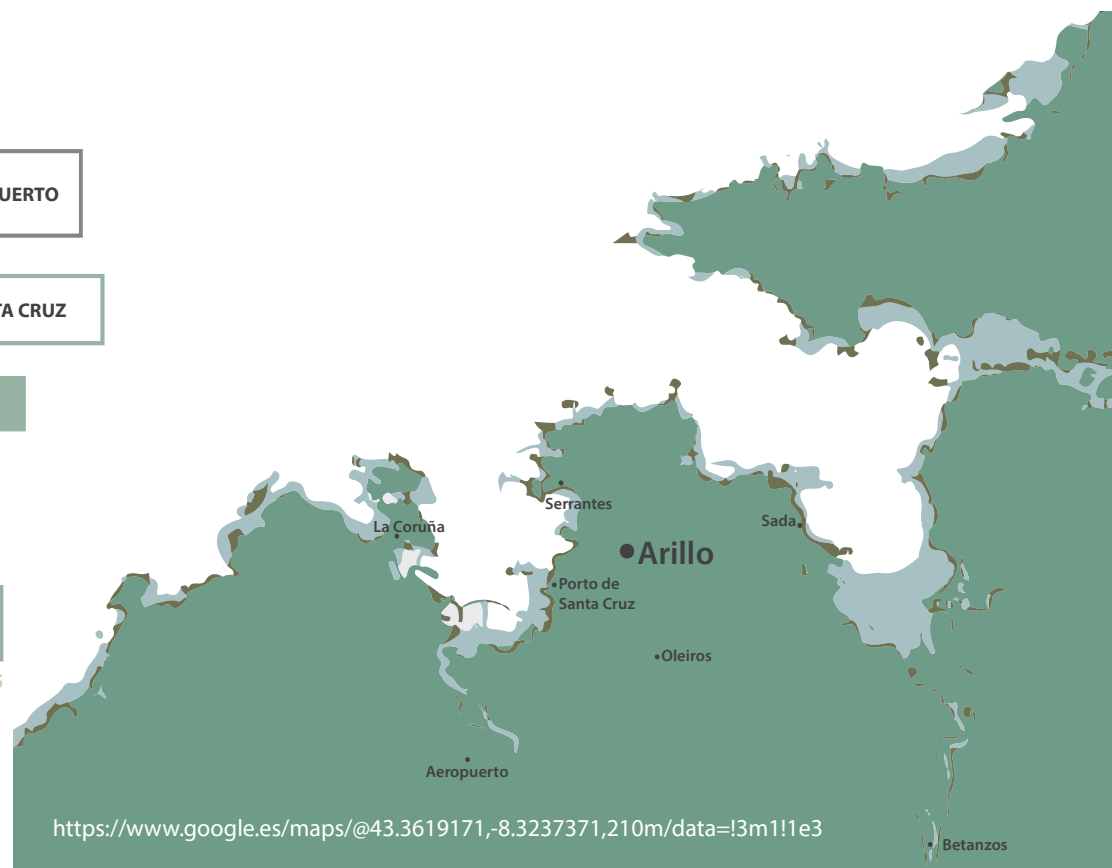 UERTO
TA CRUZ
Serrantes
La Coruña
Sada
Arillo
Porto de
Santa Cruz
Oleiros
S
Aeropuerto
https://www.google.es/maps/@43.3619171,-8.3237371,210m/data=!3m1!1e3
Betanzos